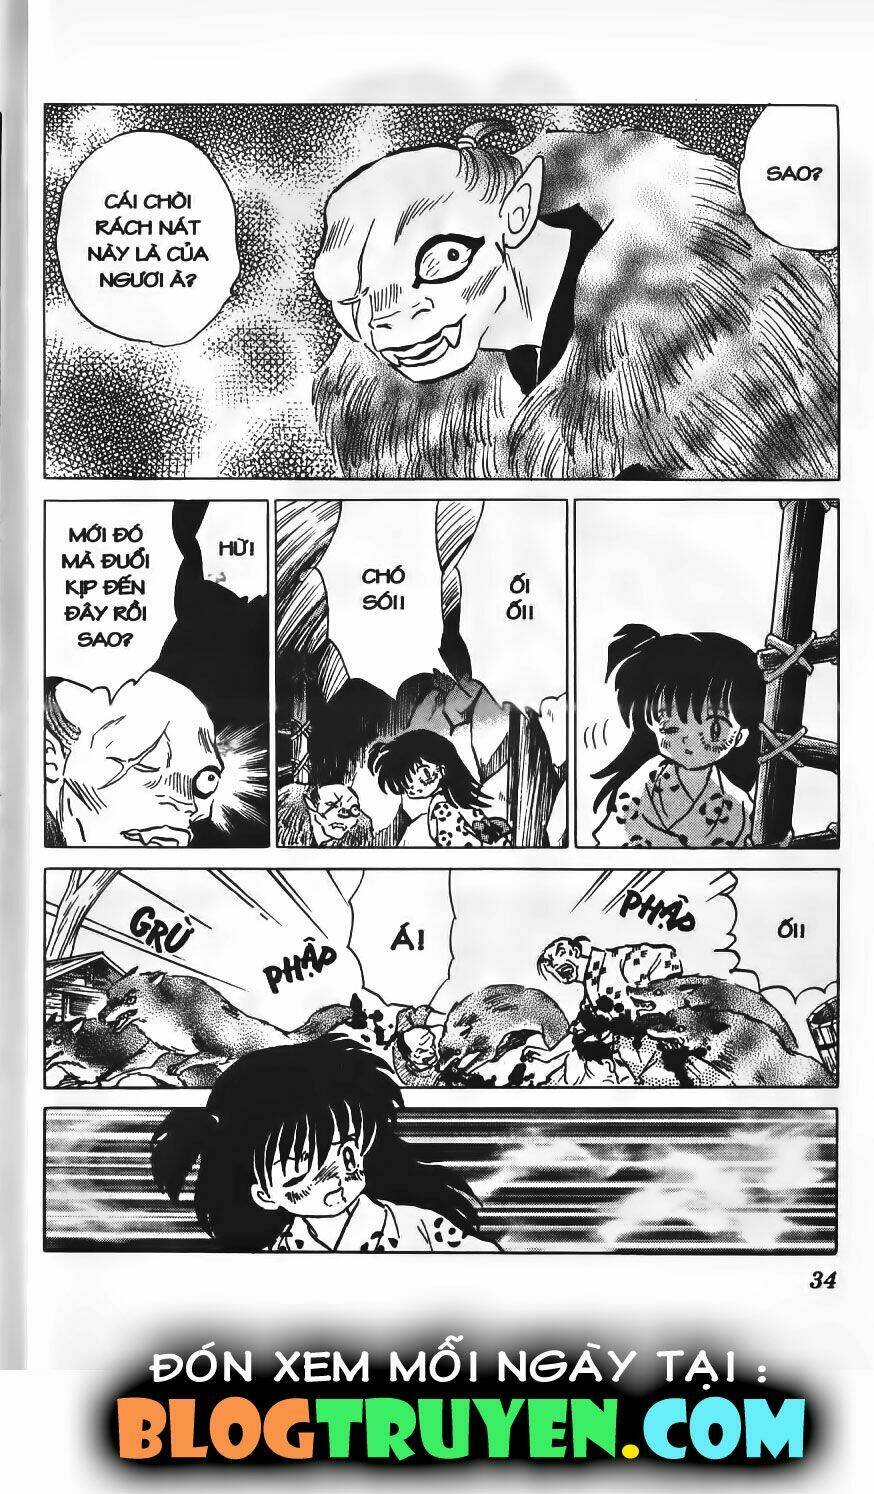 SAO?
CÁI CHÒI
RÁCH NÁT
NÀY LÀ CỦA
NGƯƠI À?
ỐI
ỐI!
CHÓ
SÓI!
HỪ!
MỚI ĐÓ
MÀ ĐUỔI
KỊP ĐẾN
ĐÂY RỒI
SAO?
ỐI!
PHẬP
Á!
PHẬP
GRỪ
34
ĐÓN XEM MỖI NGÀY TẠI :
BLOGTRUYEN.COM